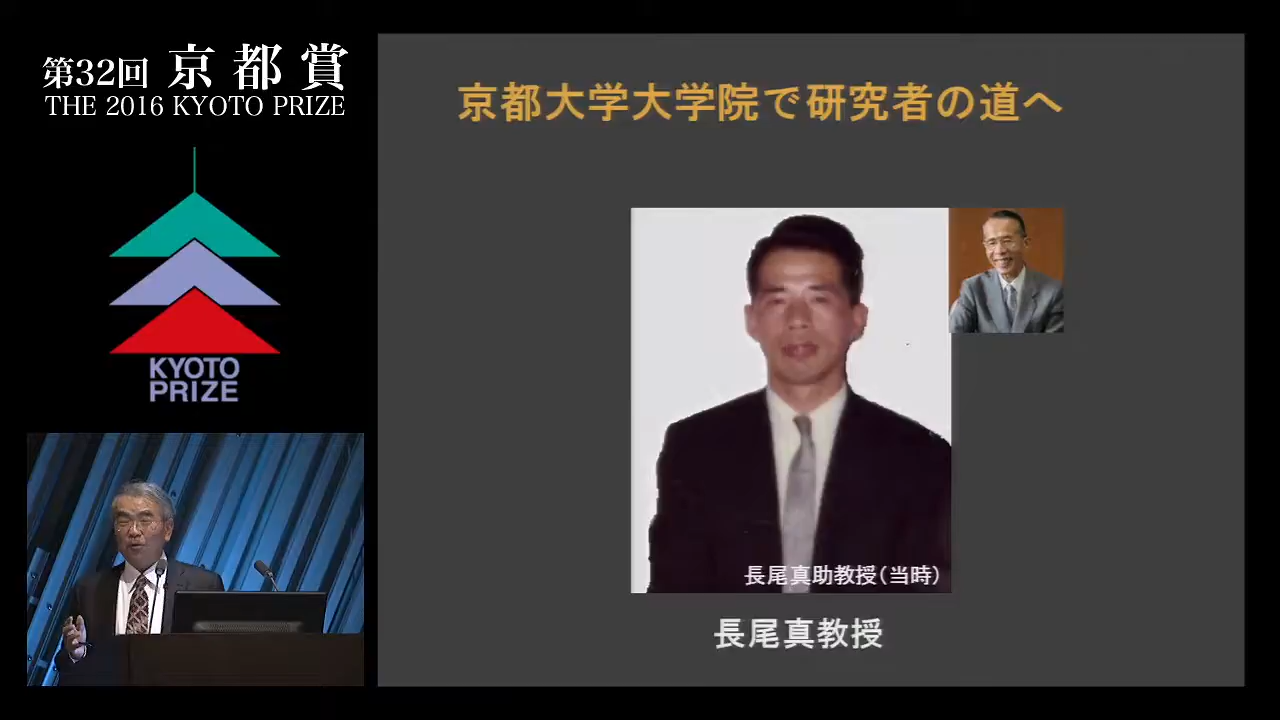 第32回 京都賞
THE 2016 KYOTO PRIZE
KYOTO
PRIZE
京都大学大学院で研究者の道へ
長尾真助教授（当時）
長尾真教授